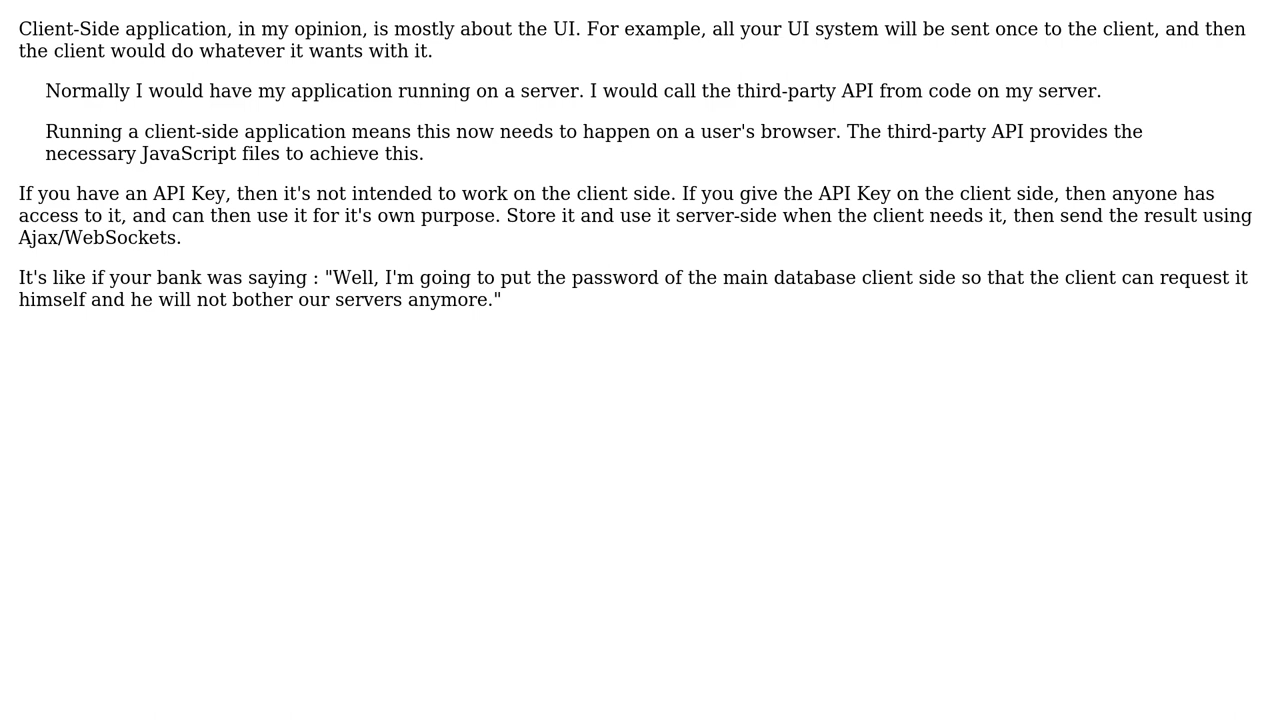 Client-Side application, in my opinion, is mostly about the UI. For example, all your UI system will be sent once to the client, and then
the client would do whatever it wants with it.
Normally I would have my application running on a server. I would call the third-party API from code on my server.
Running a client-side application means this now needs to happen on a user's browser. The third-party API provides the
necessary JavaScript files to achieve this.
If you have an API Key, then it's not intended to work on the client side. If you give the API Key on the client side, then anyone has
access to it, and can then use it for it's own purpose. Store it and use it server-side when the client needs it, then send the result using
Ajax/WebSockets.
It's like if your bank was saying : "Well, I'm going to put the password of the main database client side so that the client can request it
himself and he will not bother our servers anymore."